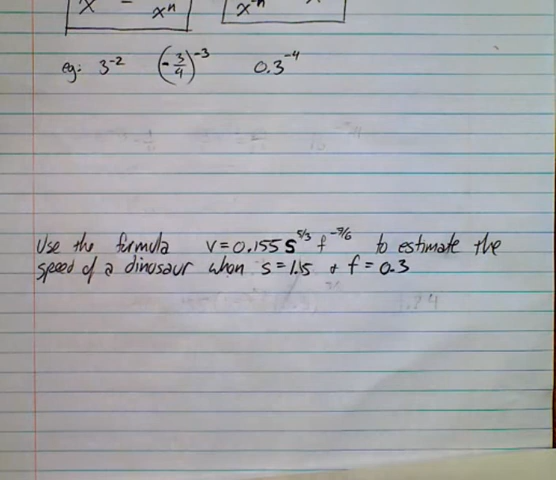 x = xⁿ x⁻ⁿ
eg: 3⁻² (-3/4)⁻³ 0.3⁻⁴
Use the formula v = 0.155 s^5/3 f^-7/6 to estimate the
speed of a dinosaur when s = 1.15 & f = 0.3